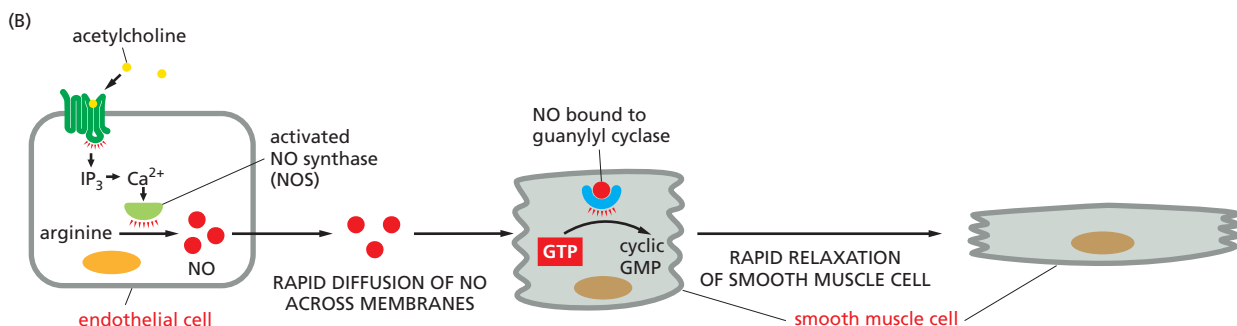 (B)
acetylcholine
activated
NO synthase
(NOS)
IP3
Ca2+
arginine
NO
endothelial cell
RAPID DIFFUSION OF NO
ACROSS MEMBRANES
NO bound to
guanylyl cyclase
GTP
cyclic
GMP
RAPID RELAXATION
OF SMOOTH MUSCLE CELL
smooth muscle cell